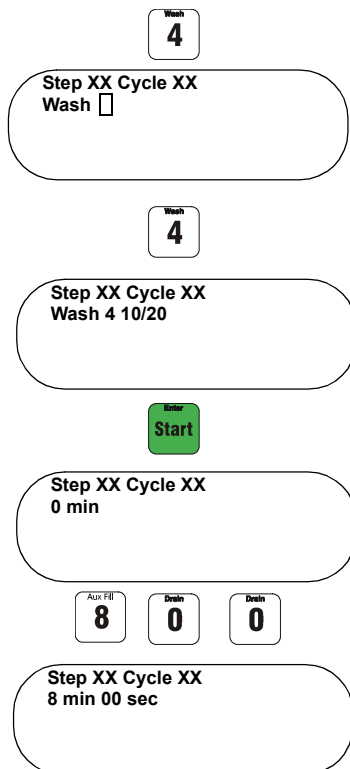 Wash
4
Step XX Cycle XX
Wash
Wash
4
Step XX Cycle XX
Wash 4 10/20
Enter
Start
Step XX Cycle XX
0 min
Aux Fill Drain Drain
8 0 0
Step XX Cycle XX
8 min 00 sec